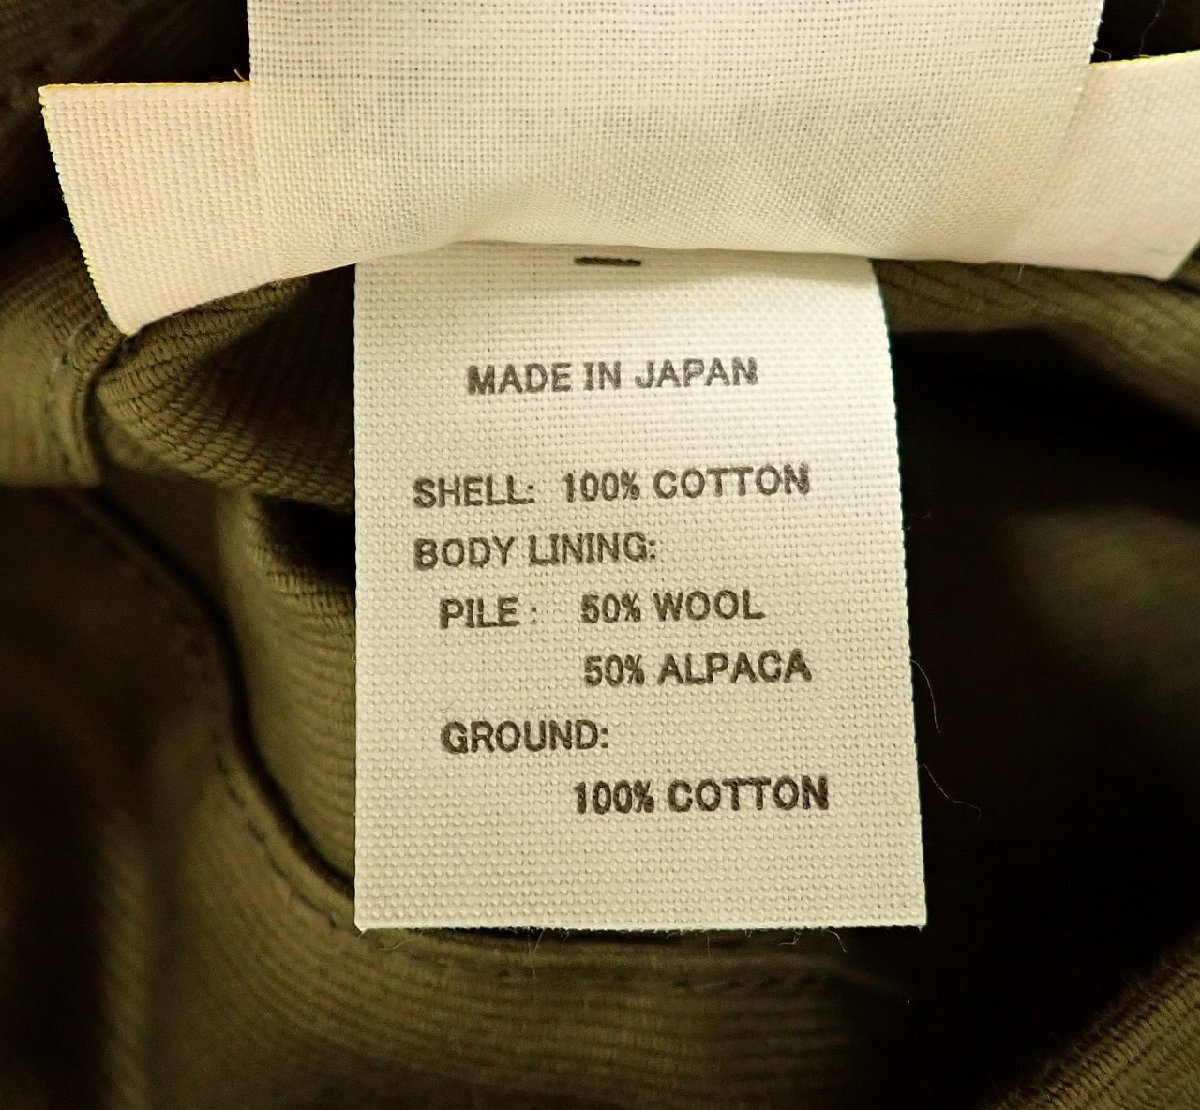 MADE IN JAPAN
SHELL: 100% COTTON
BODY LINING:
PILE : 50% WOOL
50% ALPACA
GROUND:
100% COTTON